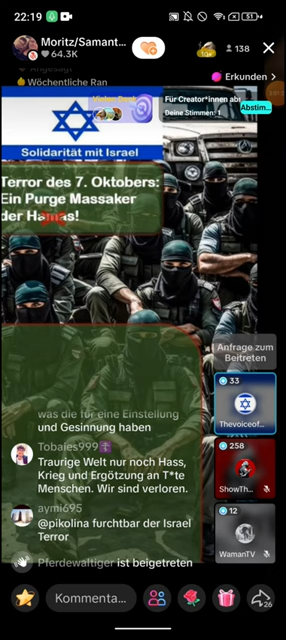 22:19
51
Moritz/Samant...
64.3K
138
Wöchentliche Ran
Erkunden >
Für Creator*innen ab
Deine Stimmen: 1
Abstim..
Solidarität mit Israel
Terror des 7. Oktobers:
Ein Purge Massaker
der Hamas!
Anfrage zum
Beitreten
33
Thevoiceof...
was die für eine Einstellung
und Gesinnung haben
Tobaies999
Traurige Welt nur noch Hass,
Krieg und Ergötzung an T*te
Menschen. Wir sind verloren.
258
ShowTh...
aymi695
@pikolina furchtbar der Israel
Terror
12
WamanTV
Pferdewaltiger ist beigetreten
Kommenta...
26